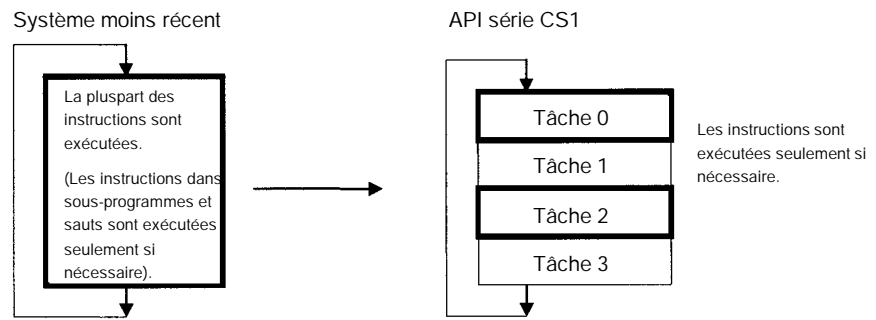 Système moins récent
La pluspart des
instructions sont
exécutées.
(Les instructions dans
sous-programmes et
sauts sont exécutées
seulement si
nécessaire).
API série CS1
Tâche 0
Tâche 1
Tâche 2
Tâche 3
Les instructions sont
exécutées seulement si
nécessaire.